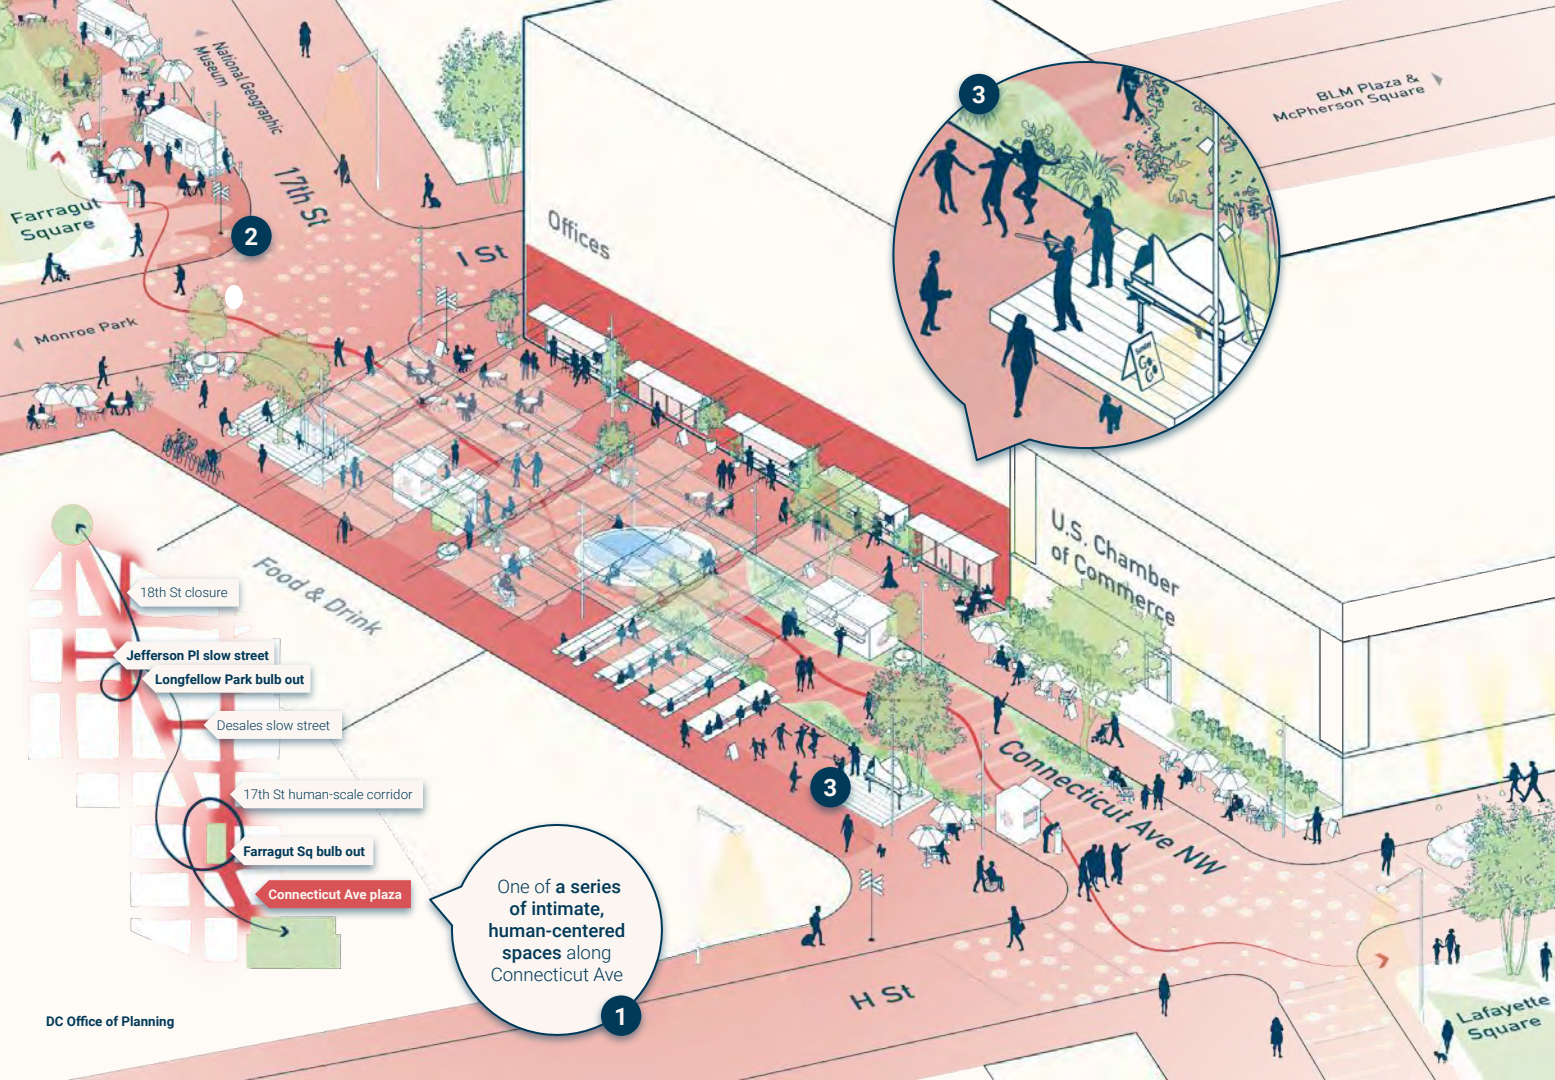 National Geographic
Museum
17th St
Farragut
Square
2
I St
Monroe Park
Offices
3
BLM Plaza &
McPherson Square
Sunday
Go
Go
U.S. Chamber
of Commerce
Food & Drink
18th St closure
Jefferson Pl slow street
Longfellow Park bulb out
Desales slow street
17th St human-scale corridor
Farragut Sq bulb out
Connecticut Ave plaza
3
Connecticut Ave NW
One of a series
of intimate,
human-centered
spaces along
Connecticut Ave
1
H St
Lafayette
Square
DC Office of Planning